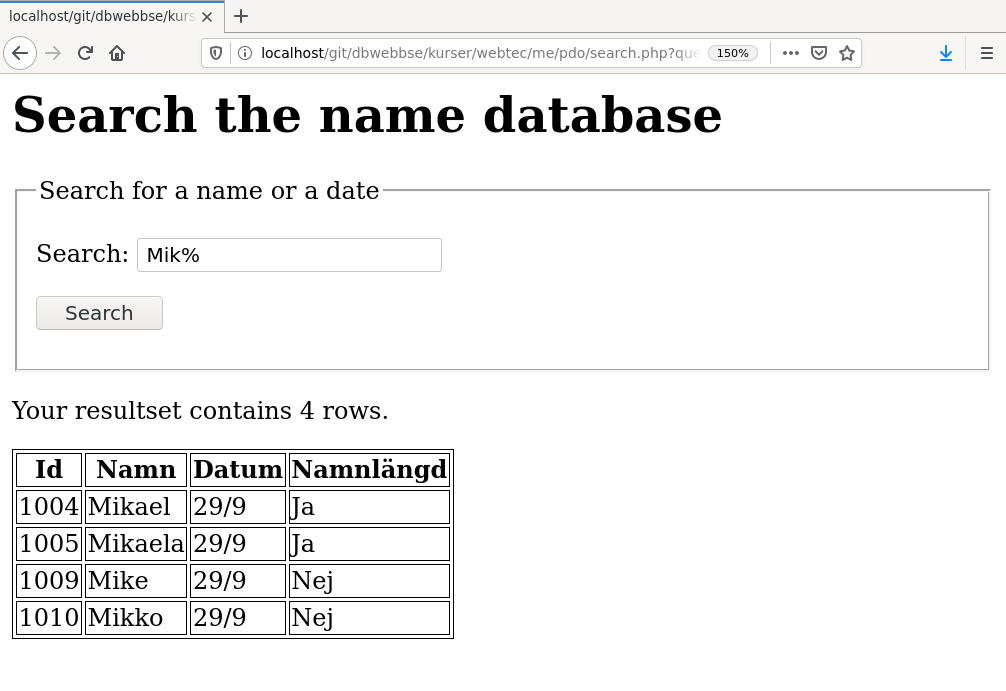 localhost/git/dbwebbse/kurs
localhost/git/dbwebbse/kurser/webtec/me/pdo/search.php?que 150%
Search the name database
Search for a name or a date
Search: Mik%
Search
Your resultset contains 4 rows.
Id Namn Datum Namnlängd
1004 Mikael 29/9 Ja
1005 Mikaela 29/9 Ja
1009 Mike 29/9 Nej
1010 Mikko 29/9 Nej